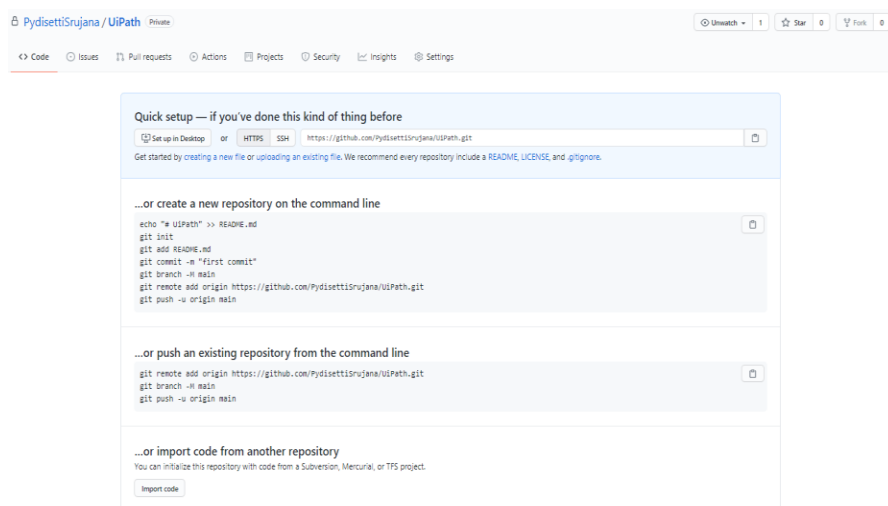 PydisettiSrujana / UiPath Private
Unwatch 1 Star 0 Fork 0
Code Issues Pull requests Actions Projects Security Insights Settings
Quick setup — if you've done this kind of thing before
Set up in Desktop or HTTPS SSH https://github.com/PydisettiSrujana/UiPath.git
Get started by creating a new file or uploading an existing file. We recommend every repository include a README, LICENSE, and .gitignore.
...or create a new repository on the command line
echo "# UiPath" >> README.md
git init
git add README.md
git commit -m "first commit"
git branch -M main
git remote add origin https://github.com/PydisettiSrujana/UiPath.git
git push -u origin main
...or push an existing repository from the command line
git remote add origin https://github.com/PydisettiSrujana/UiPath.git
git branch -M main
git push -u origin main
...or import code from another repository
You can initialize this repository with code from a Subversion, Mercurial, or TFS project.
Import code